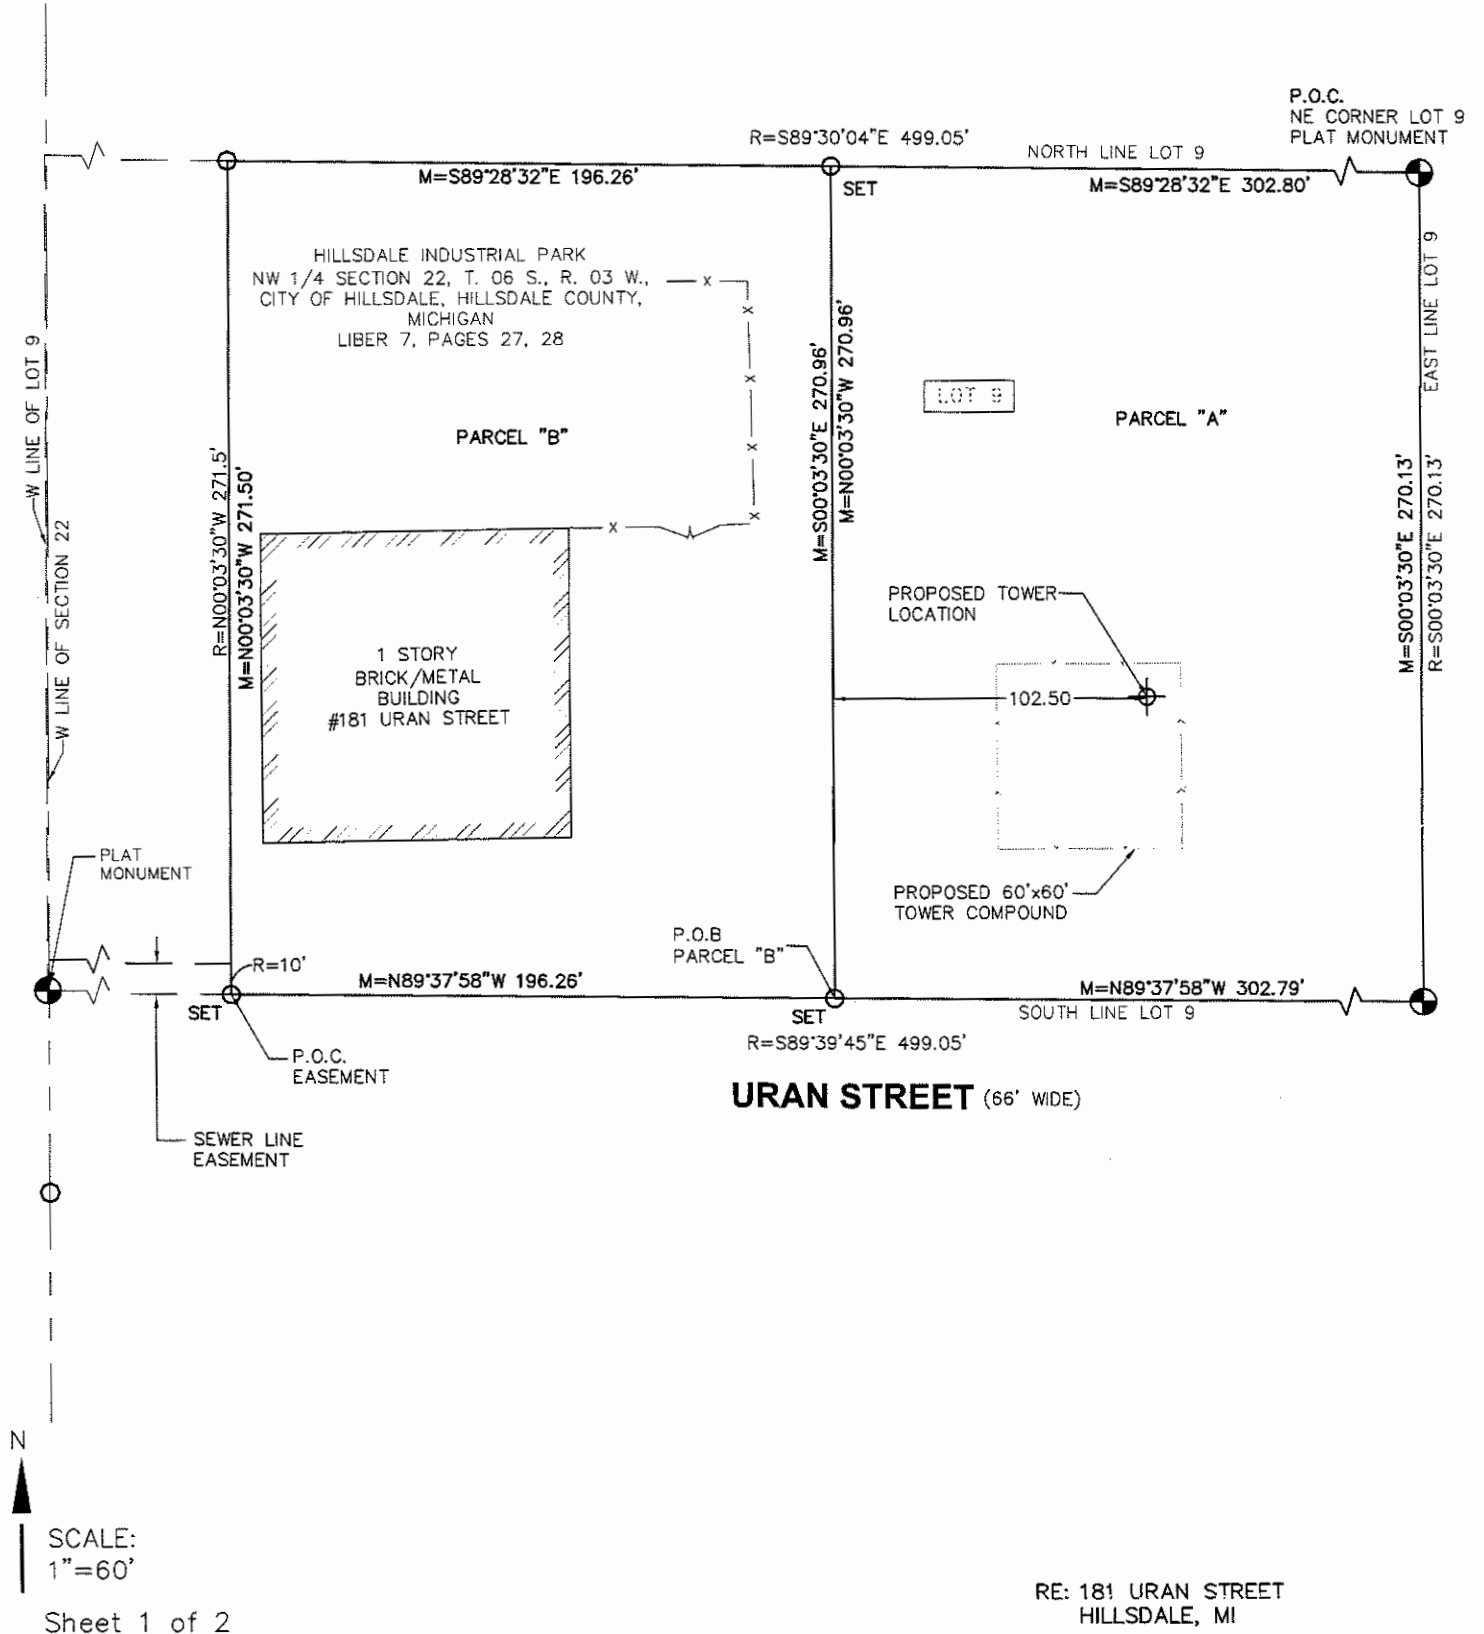 P.O.C.
NE CORNER LOT 9
PLAT MONUMENT
R=S89°30'04"E 499.05'
NORTH LINE LOT 9
M=S89°28'32"E 196.26'
SET
M=S89°28'32"E 302.80'
HILLSDALE INDUSTRIAL PARK
NW 1/4 SECTION 22, T. 06 S., R. 03 W.,
CITY OF HILLSDALE, HILLSDALE COUNTY,
MICHIGAN
LIBER 7, PAGES 27, 28
W LINE OF LOT 9
W LINE OF SECTION 22
R=N00°03'30"W 271.5'
M=N00°03'30"W 271.50'
PARCEL "B"
M=S00°03'30"E 270.96'
M=N00°03'30"W 270.96'
LOT 9
PARCEL "A"
EAST LINE LOT 9
M=S00°03'30"E 270.13'
R=S00°03'30"E 270.13'
x
x
x
x
x
x
PROPOSED TOWER
LOCATION
1 STORY
BRICK/METAL
BUILDING
#181 URAN STREET
102.50
PLAT
MONUMENT
PROPOSED 60'x60'
TOWER COMPOUND
P.O.B
PARCEL "B"
R=10'
M=N89°37'58"W 196.26'
M=N89°37'58"W 302.79'
SET
SET
SOUTH LINE LOT 9
R=S89°39'45"E 499.05'
P.O.C.
EASEMENT
URAN STREET (66' WIDE)
SEWER LINE
EASEMENT
N
SCALE:
1"=60'
Sheet 1 of 2
RE: 181 URAN STREET
HILLSDALE, MI